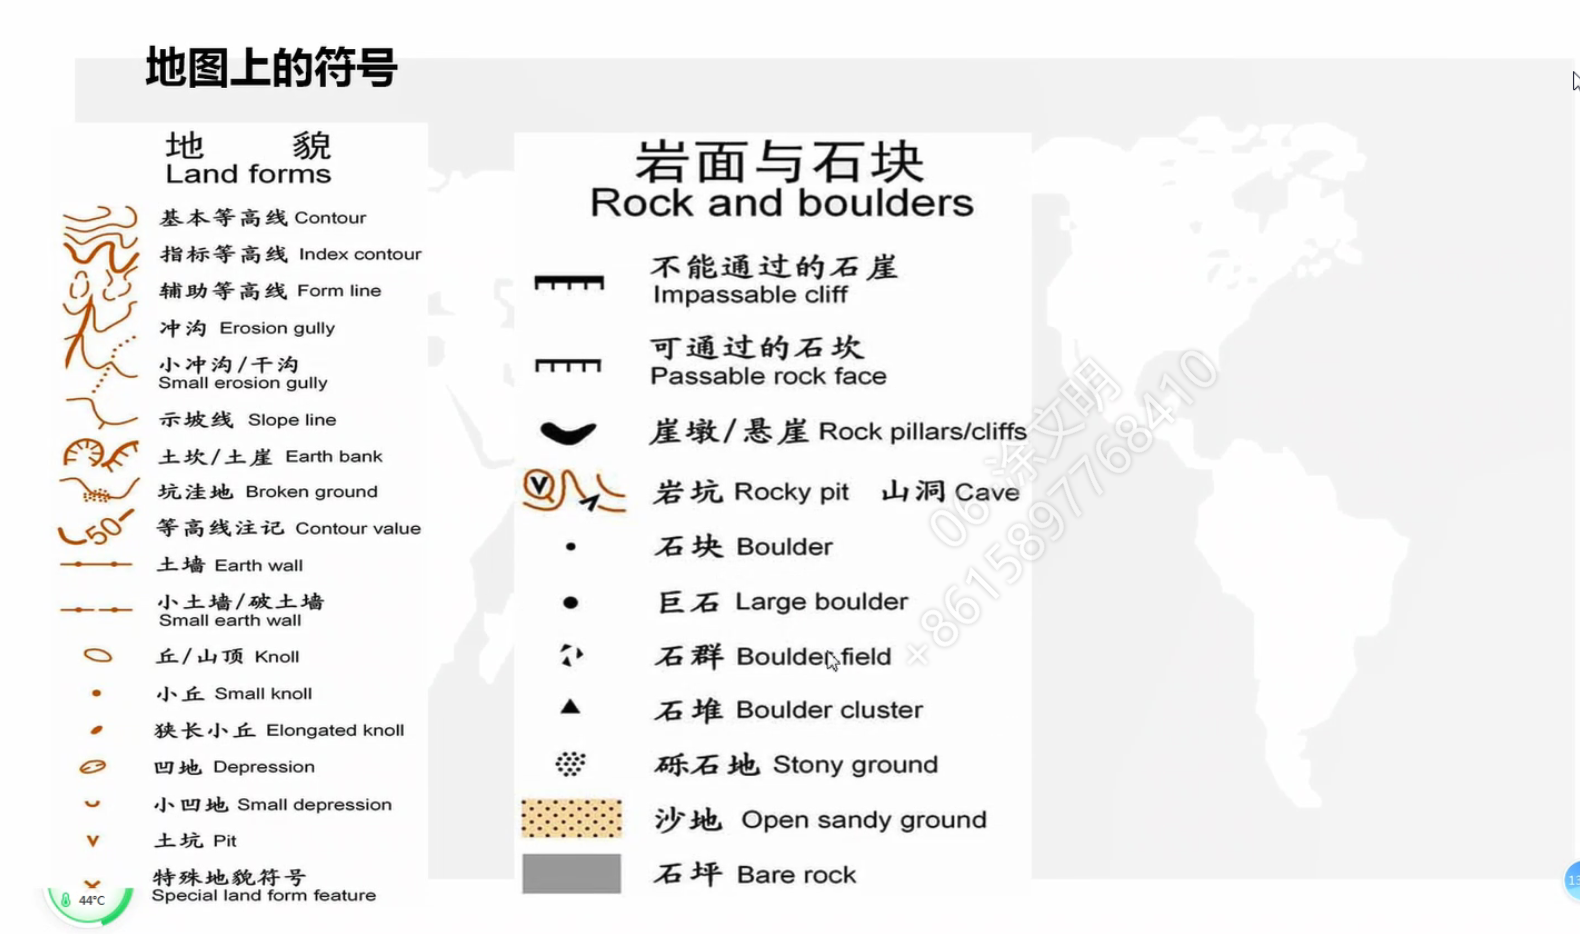 地图上的符号
地 貌
Land forms
基本等高线 Contour
指标等高线 Index contour
辅助等高线 Form line
冲沟 Erosion gully
小冲沟/干沟
Small erosion gully
示坡线 Slope line
土坎/土崖 Earth bank
坑洼地 Broken ground
50
等高线注记 Contour value
土墙 Earth wall
小土墙/破土墙
Small earth wall
丘/山顶 Knoll
小丘 Small knoll
狭长小丘 Elongated knoll
凹地 Depression
小凹地 Small depression
土坑 Pit
特殊地貌符号
Special land form feature
44°C
岩面与石块
Rock and boulders
不能通过的石崖
Impassable cliff
可通过的石坎
Passable rock face
崖墩/悬崖 Rock pillars/cliffs
岩坑 Rocky pit 山洞 Cave
石块 Boulder
巨石 Large boulder
石群 Boulder field
石堆 Boulder cluster
砾石地 Stony ground
沙地 Open sandy ground
石坪 Bare rock
06 涂文明
+8615897768410
13